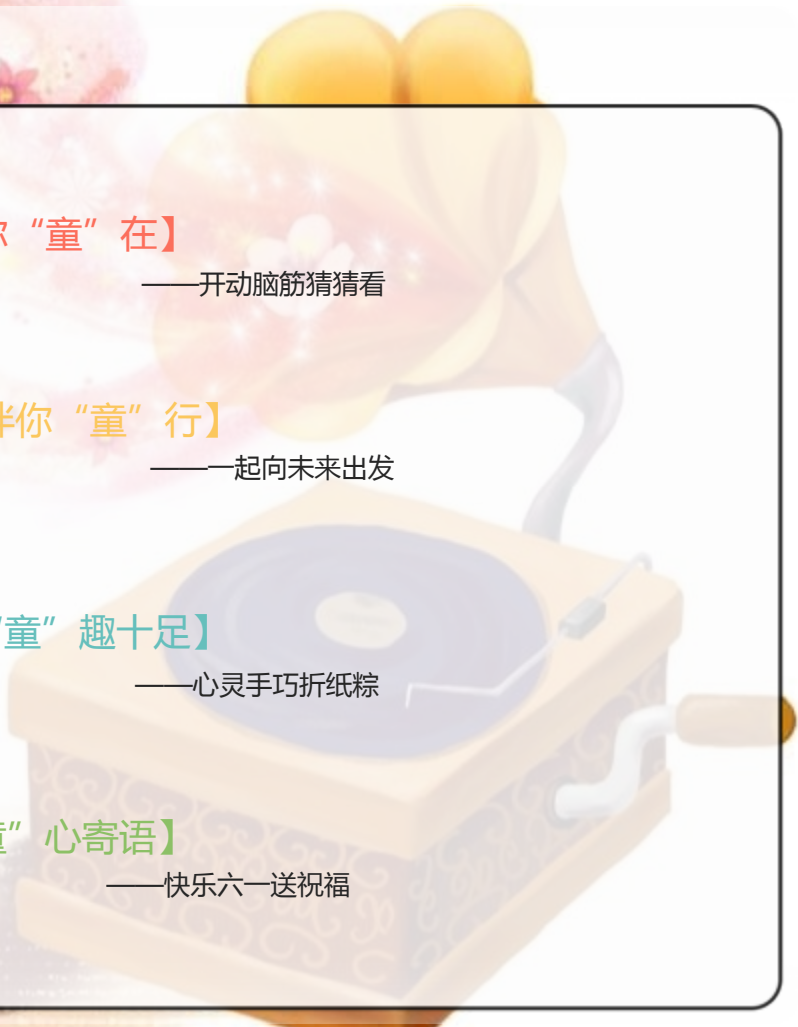 你“童”在】
——开动脑筋猜猜看
伴你“童”行】
——一起向未来出发
“童”趣十足】
——心灵手巧折纸粽
”心寄语】
——快乐六一送祝福